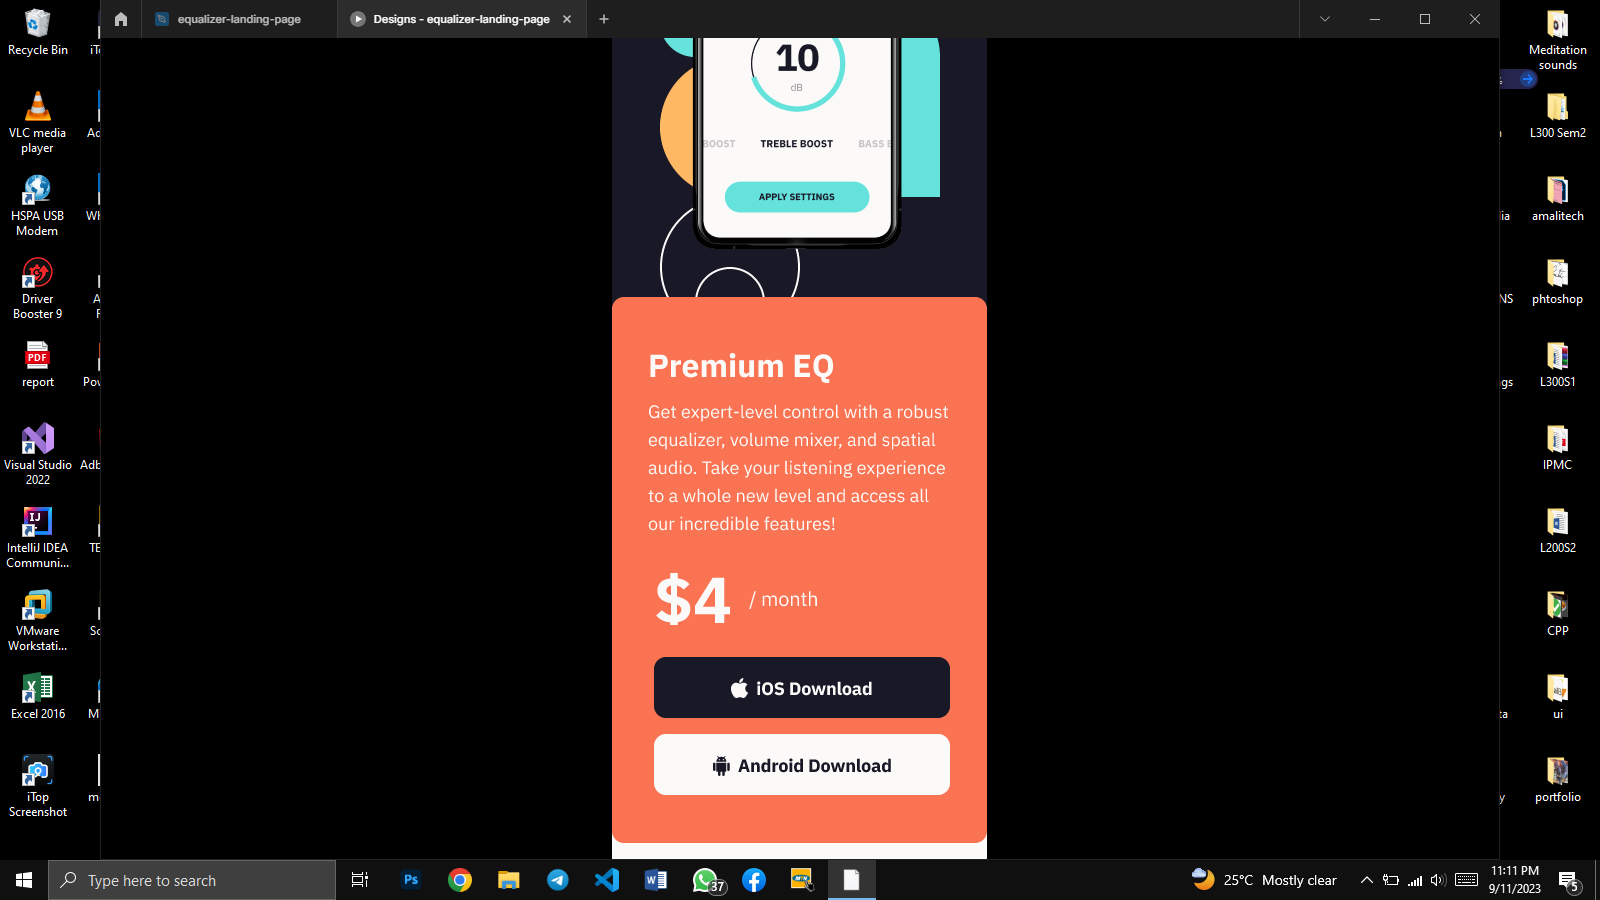 equalizer-landing-page
Designs - equalizer-landing-page
Recycle Bin
VLC media
player
HSPA USB
Modem
Driver
Booster 9
PDF
report
Visual Studio
2022
IntelliJ IDEA
Communi...
VMware
Workstati...
Excel 2016
iTop
Screenshot
10
dB
BOOST
TREBLE BOOST
BASS
APPLY SETTINGS
Premium EQ
Get expert-level control with a robust
equalizer, volume mixer, and spatial
audio. Take your listening experience
to a whole new level and access all
our incredible features!
$4 / month
iOS Download
Android Download
Meditation
sounds
L300 Sem2
amalitech
phtoshop
L300S1
IPMC
L200S2
CPP
ui
portfolio
Type here to search
Ps
37
25°C Mostly clear
11:11 PM
9/11/2023
5